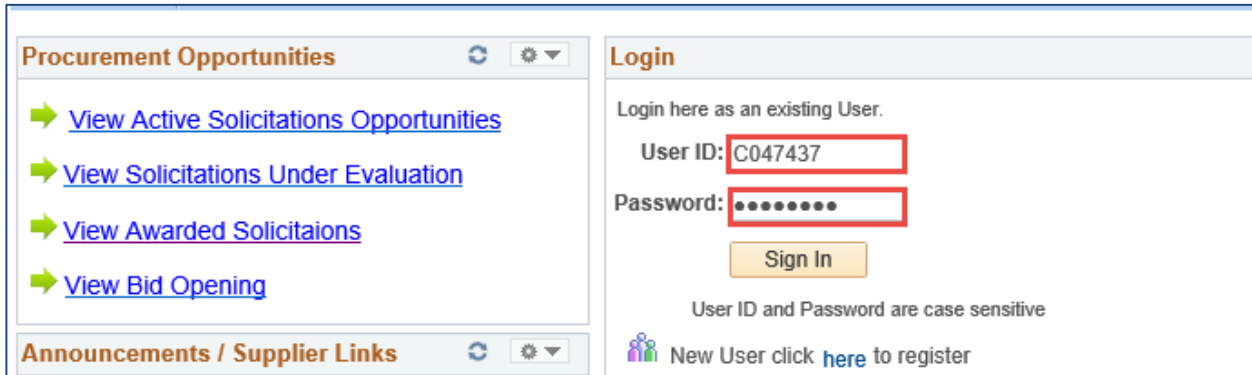 Procurement Opportunities
View Active Solicitations Opportunities
View Solicitations Under Evaluation
View Awarded Solicitaions
View Bid Opening
Announcements / Supplier Links
Login
Login here as an existing User.
User ID: C047437
Password: ••••••••
Sign In
User ID and Password are case sensitive
New User click here to register